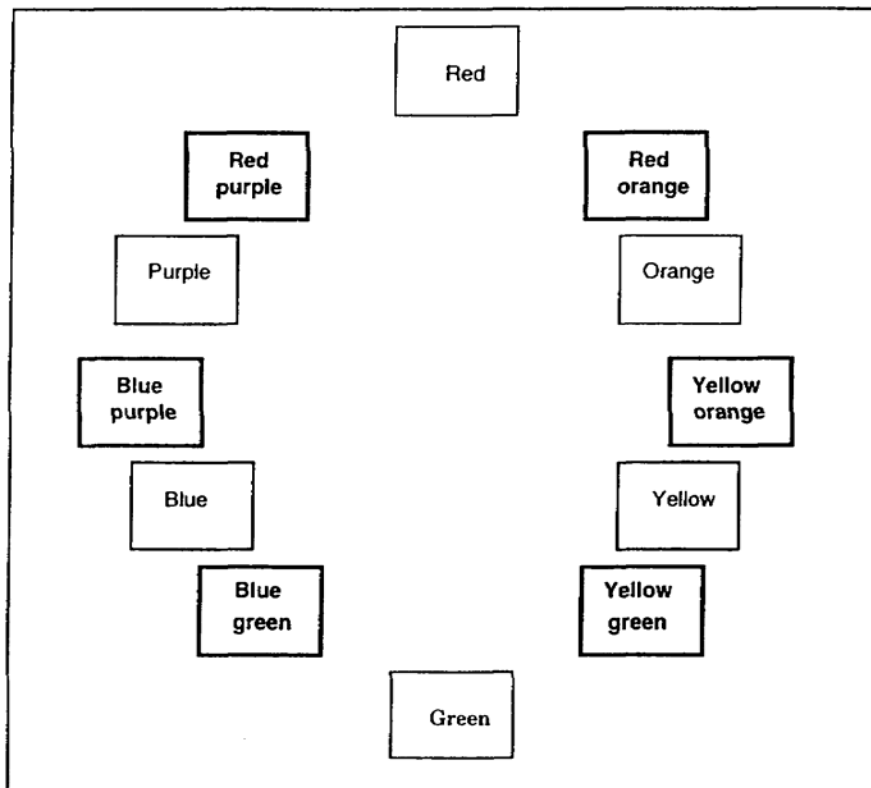 Red
Red
purple
Red
orange
Purple
Orange
Blue
purple
Yellow
orange
Blue
Yellow
Blue
green
Yellow
green
Green